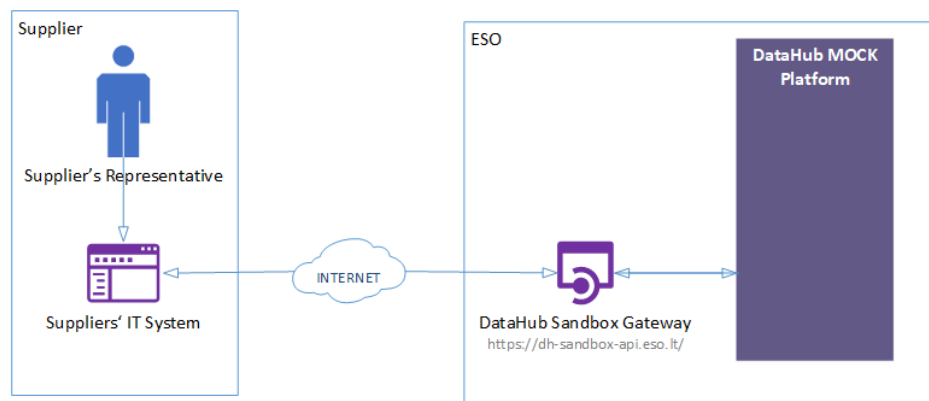 Supplier
Supplier's Representative
Suppliers‘ IT System
INTERNET
ESO
DataHub Sandbox Gateway
https://dh-sandbox-api.eso.lt/
DataHub MOCK
Platform